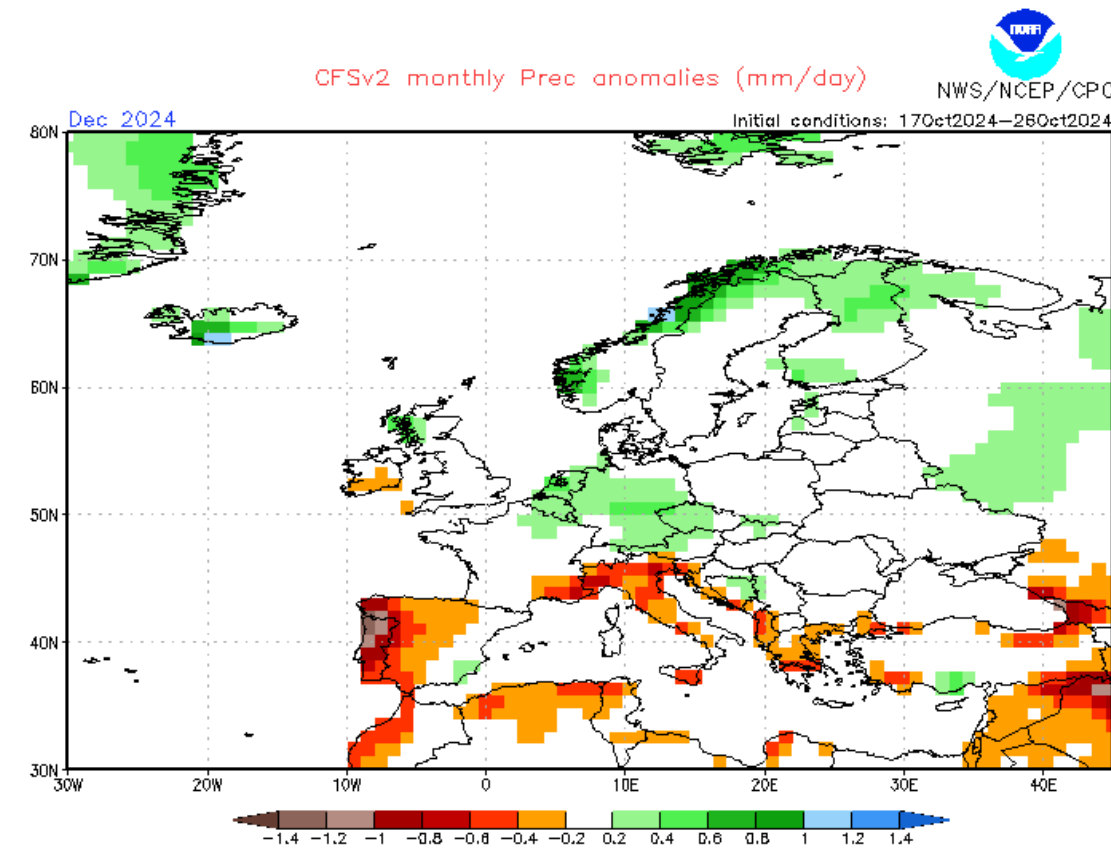 NOAA
CFSv2 monthly Prec anomalies (mm/day)
NWS/NCEP/CPC
Dec 2024
Initial conditions: 17Oct2024–26Oct2024
80N
70N
60N
50N
40N
30N
30W 20W 10W 0 10E 20E 30E 40E
-1.4 -1.2 -1 -0.8 -0.6 -0.4 -0.2 0.2 0.4 0.6 0.8 1 1.2 1.4